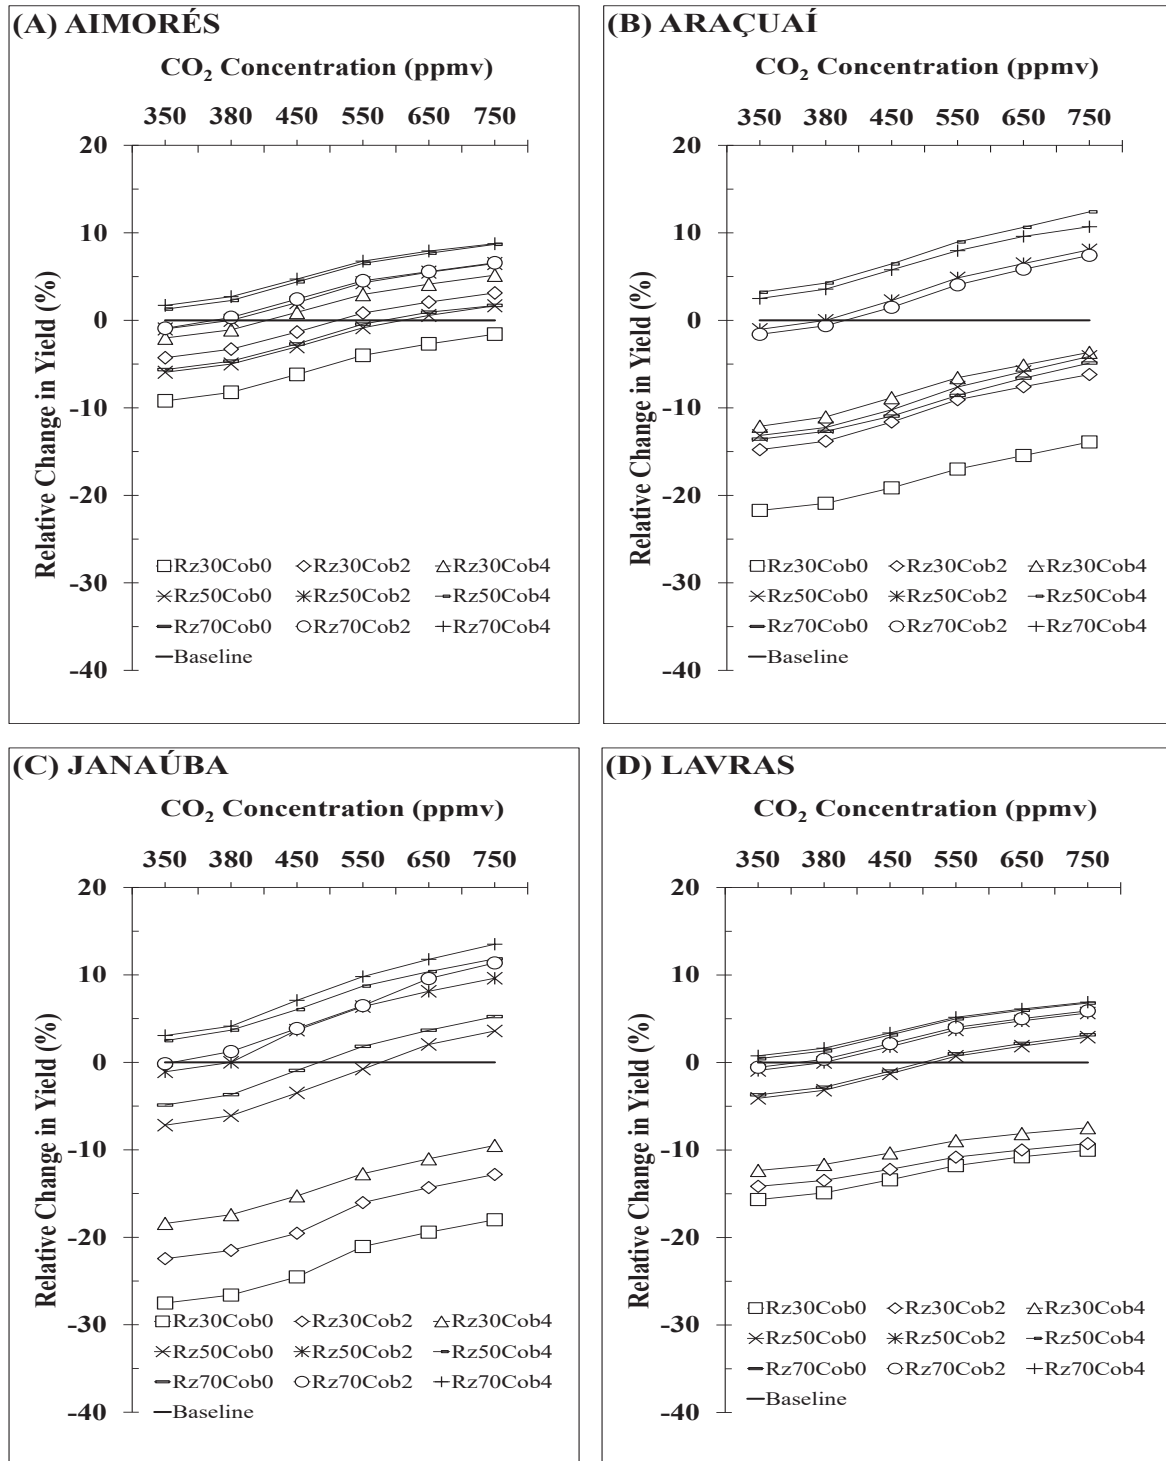 (A) AIMORÉS
CO₂ Concentration (ppmv)
350 380 450 550 650 750
20
10
0
-10
-20
-30
-40
Relative Change in Yield (%)
Rz30Cob0 Rz30Cob2 Rz30Cob4
Rz50Cob0 Rz50Cob2 Rz50Cob4
Rz70Cob0 Rz70Cob2 Rz70Cob4
Baseline
(B) ARAÇUAÍ
CO₂ Concentration (ppmv)
350 380 450 550 650 750
20
10
0
-10
-20
-30
-40
Relative Change in Yield (%)
Rz30Cob0 Rz30Cob2 Rz30Cob4
Rz50Cob0 Rz50Cob2 Rz50Cob4
Rz70Cob0 Rz70Cob2 Rz70Cob4
Baseline
(C) JANAÚBA
CO₂ Concentration (ppmv)
350 380 450 550 650 750
20
10
0
-10
-20
-30
-40
Relative Change in Yield (%)
Rz30Cob0 Rz30Cob2 Rz30Cob4
Rz50Cob0 Rz50Cob2 Rz50Cob4
Rz70Cob0 Rz70Cob2 Rz70Cob4
Baseline
(D) LAVRAS
CO₂ Concentration (ppmv)
350 380 450 550 650 750
20
10
0
-10
-20
-30
-40
Relative Change in Yield (%)
Rz30Cob0 Rz30Cob2 Rz30Cob4
Rz50Cob0 Rz50Cob2 Rz50Cob4
Rz70Cob0 Rz70Cob2 Rz70Cob4
Baseline